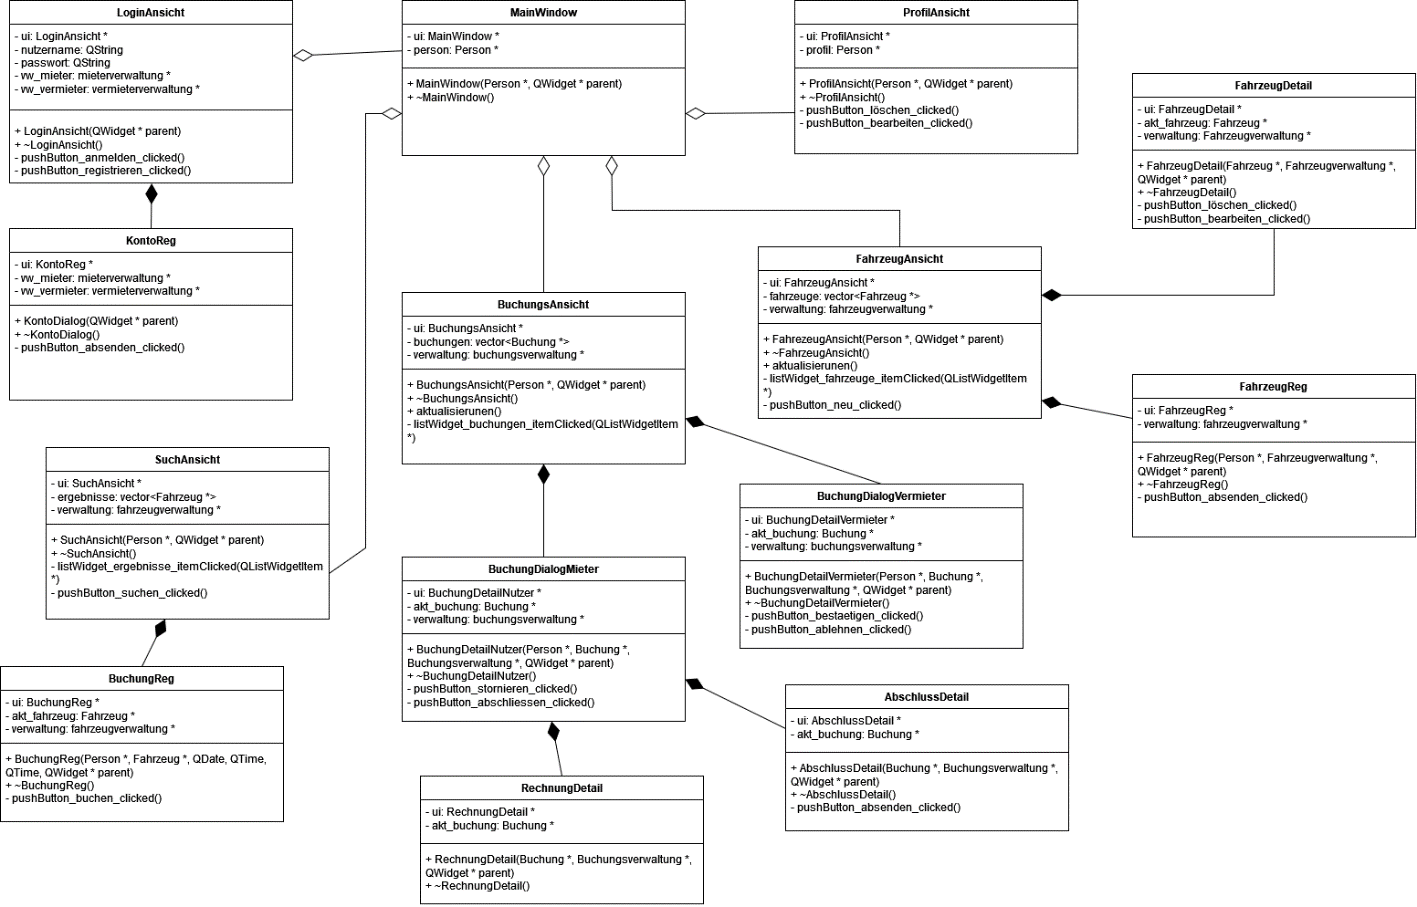 LoginAnsicht
- ui: LoginAnsicht *
- nutzername: QString
- passwort: QString
- vw_mieter: mieterverwaltung *
- vw_vermieter: vermieterverwaltung *
+ LoginAnsicht(QWidget * parent)
+ ~LoginAnsicht()
- pushButton_anmelden_clicked()
- pushButton_registrieren_clicked()
MainWindow
- ui: MainWindow *
- person: Person *
+ MainWindow(Person *, QWidget * parent)
+ ~MainWindow()
ProfilAnsicht
- ui: ProfilAnsicht *
- profil: Person *
+ ProfilAnsicht(Person *, QWidget * parent)
+ ~ProfilAnsicht()
- pushButton_löschen_clicked()
- pushButton_bearbeiten_clicked()
FahrzeugDetail
- ui: FahrzeugDetail *
- akt_fahrzeug: Fahrzeug *
- verwaltung: Fahrzeugverwaltung *
+ FahrzeugDetail(Fahrzeug *, Fahrzeugverwaltung *,
QWidget * parent)
+ ~FahrzeugDetail()
- pushButton_löschen_clicked()
- pushButton_bearbeiten_clicked()
KontoReg
- ui: KontoReg *
- vw_mieter: mieterverwaltung *
- vw_vermieter: vermieterverwaltung *
+ KontoDialog(QWidget * parent)
+ ~KontoDialog()
- pushButton_absenden_clicked()
FahrzeugAnsicht
- ui: FahrzeugAnsicht *
- fahrzeuge: vector<Fahrzeug *>
- verwaltung: fahrzeugverwaltung *
+ FahrezeugAnsicht(Person *, QWidget * parent)
+ ~FahrzeugAnsicht()
+ aktualisierunen()
- listWidget_fahrzeuge_itemClicked(QListWidgetItem
*)
- pushButton_neu_clicked()
BuchungsAnsicht
- ui: BuchungsAnsicht *
- buchungen: vector<Buchung *>
- verwaltung: buchungsverwaltung *
+ BuchungsAnsicht(Person *, QWidget * parent)
+ ~BuchungsAnsicht()
+ aktualisierunen()
- listWidget_buchungen_itemClicked(QListWidgetItem
*)
FahrzeugReg
- ui: FahrzeugReg *
- verwaltung: fahrzeugverwaltung *
+ FahrzeugReg(Person *, Fahrzeugverwaltung *,
QWidget * parent)
+ ~FahrzeugReg()
- pushButton_absenden_clicked()
SuchAnsicht
- ui: SuchAnsicht *
- ergebnisse: vector<Fahrzeug *>
- verwaltung: fahrzeugverwaltung *
+ SuchAnsicht(Person *, QWidget * parent)
+ ~SuchAnsicht()
- listWidget_ergebnisse_itemClicked(QListWidgetItem
*)
- pushButton_suchen_clicked()
BuchungDialogVermieter
- ui: BuchungDetailVermieter *
- akt_buchung: Buchung *
- verwaltung: buchungsverwaltung *
+ BuchungDetailVermieter(Person *, Buchung *,
Buchungsverwaltung *, QWidget * parent)
+ ~BuchungDetailVermieter()
- pushButton_bestaetigen_clicked()
- pushButton_ablehnen_clicked()
BuchungDialogMieter
- ui: BuchungDetailNutzer *
- akt_buchung: Buchung *
- verwaltung: buchungsverwaltung *
+ BuchungDetailNutzer(Person *, Buchung *,
Buchungsverwaltung *, QWidget * parent)
+ ~BuchungDetailNutzer()
- pushButton_stornieren_clicked()
- pushButton_abschliessen_clicked()
BuchungReg
- ui: BuchungReg *
- akt_fahrzeug: Fahrzeug *
- verwaltung: fahrzeugverwaltung *
+ BuchungReg(Person *, Fahrzeug *, QDate, QTime,
QTime, QWidget * parent)
+ ~BuchungReg()
- pushButton_buchen_clicked()
AbschlussDetail
- ui: AbschlussDetail *
- akt_buchung: Buchung *
+ AbschlussDetail(Buchung *, Buchungsverwaltung *,
QWidget * parent)
+ ~AbschlussDetail()
- pushButton_absenden_clicked()
RechnungDetail
- ui: RechnungDetail *
- akt_buchung: Buchung *
+ RechnungDetail(Buchung *, Buchungsverwaltung *,
QWidget * parent)
+ ~RechnungDetail()